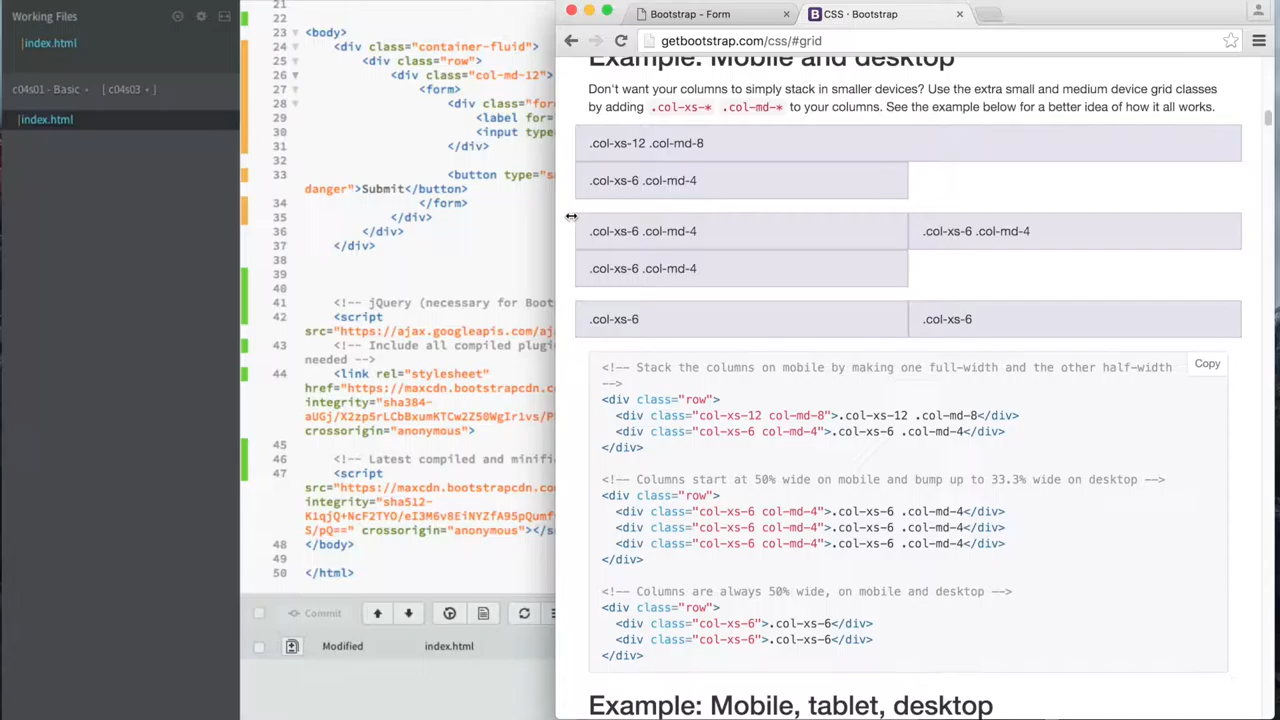 Working Files
index.html
c04s01 - Basic
[ c04s03 ]
index.html
21
22
23 <body>
24 <div class="container-fluid">
25 <div class="row">
26 <div class="col-md-12">
27 <form>
28 <div class="for
29 <label for=
30 <input type
31 </div>
32
33 <button type="s
danger">Submit</button>
34 </form>
35 </div>
36 </div>
37 </div>
38
39
40
41 <!-- jQuery (necessary for Boots
42 <script
src="https://ajax.googleapis.com/aj
43 <!-- Include all compiled plugin
needed -->
44 <link rel="stylesheet"
href="https://maxcdn.bootstrapcdn.c
integrity="sha384-
aUGj/X2zp5rLCbBxumKTCw2Z50WgIr1vs/P
crossorigin="anonymous">
45
46 <!-- Latest compiled and minifi
47 <script
src="https://maxcdn.bootstrapcdn.co
integrity="sha512-
K1qjQ+NcF2TYO/eI3M6v8EiNYZfA95pQumf
S/pQ==" crossorigin="anonymous"></s
48 </body>
49
50 </html>
Commit
Modified index.html
Bootstrap - Form
CSS · Bootstrap
getbootstrap.com/css/#grid
Example: Mobile and desktop
Don't want your columns to simply stack in smaller devices? Use the extra small and medium device grid classes
by adding .col-xs-* .col-md-* to your columns. See the example below for a better idea of how it all works.
.col-xs-12 .col-md-8
.col-xs-6 .col-md-4
.col-xs-6 .col-md-4 .col-xs-6 .col-md-4
.col-xs-6 .col-md-4
.col-xs-6 .col-xs-6
Copy
<!-- Stack the columns on mobile by making one full-width and the other half-width
-->
<div class="row">
<div class="col-xs-12 col-md-8">.col-xs-12 .col-md-8</div>
<div class="col-xs-6 col-md-4">.col-xs-6 .col-md-4</div>
</div>
<!-- Columns start at 50% wide on mobile and bump up to 33.3% wide on desktop -->
<div class="row">
<div class="col-xs-6 col-md-4">.col-xs-6 .col-md-4</div>
<div class="col-xs-6 col-md-4">.col-xs-6 .col-md-4</div>
<div class="col-xs-6 col-md-4">.col-xs-6 .col-md-4</div>
</div>
<!-- Columns are always 50% wide, on mobile and desktop -->
<div class="row">
<div class="col-xs-6">.col-xs-6</div>
<div class="col-xs-6">.col-xs-6</div>
</div>
Example: Mobile, tablet, desktop